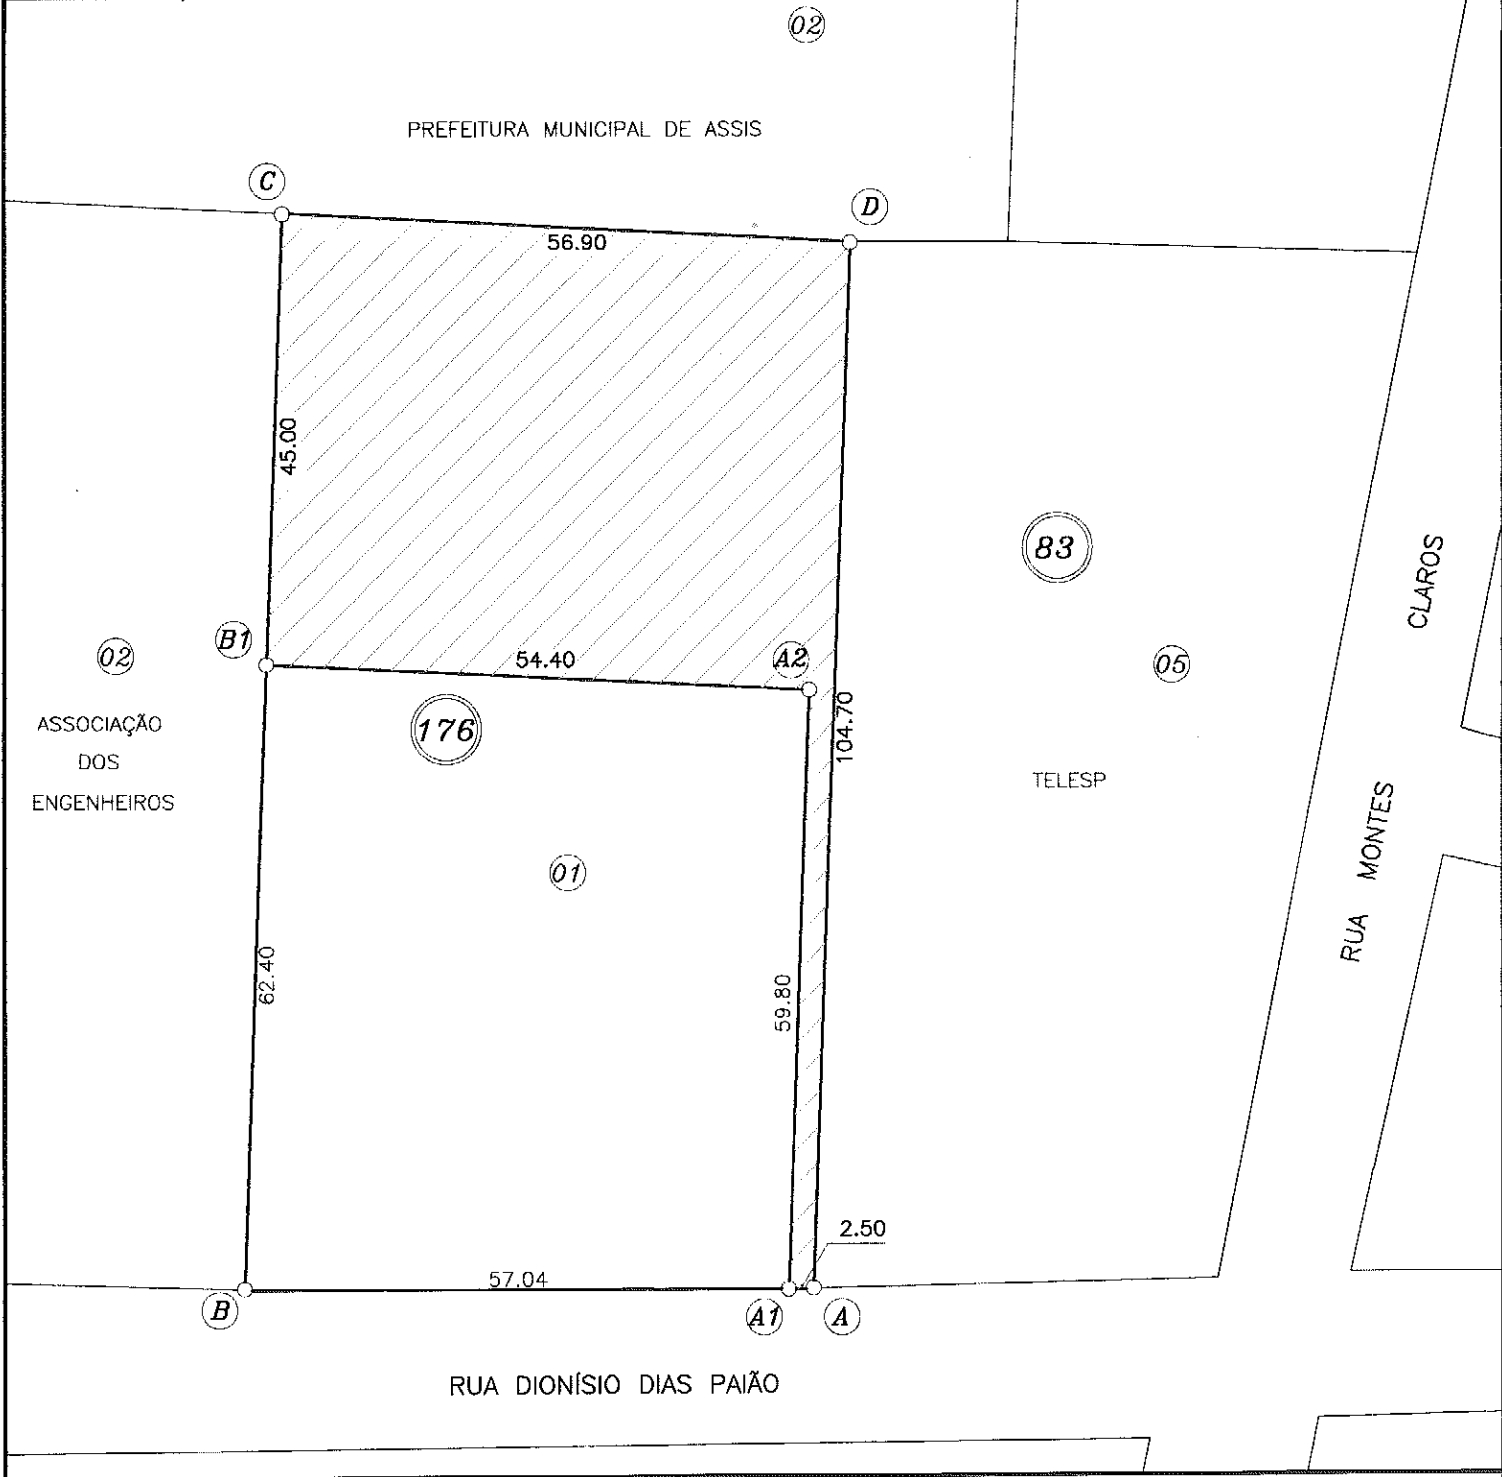 02
PREFEITURA MUNICIPAL DE ASSIS
C
D
56.90
45.00
83
CLAROS
B1
02
54.40
A2
05
104.70
176
ASSOCIAÇÃO
DOS
ENGENHEIROS
TELESP
RUA MONTES
01
62.40
59.80
2.50
57.04
B
A1
A
RUA DIONÍSIO DIAS PAIÃO